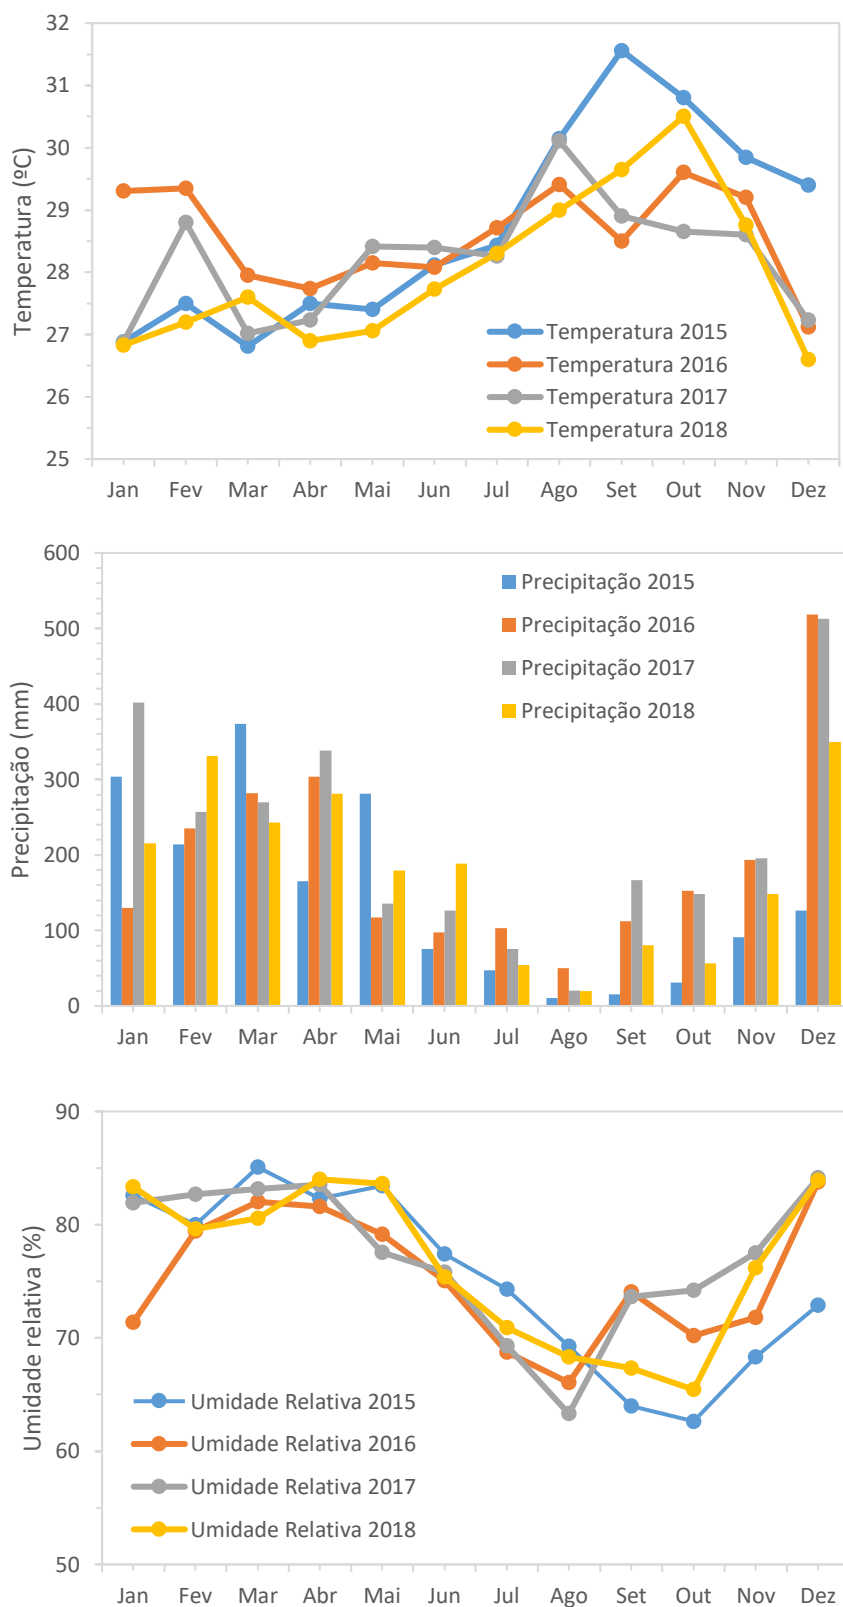 32
31
30
29
28
27
26
25
Temperatura (ºC)
Temperatura 2015
Temperatura 2016
Temperatura 2017
Temperatura 2018
Jan Fev Mar Abr Mai Jun Jul Ago Set Out Nov Dez
600
500
400
300
200
100
0
Precipitação (mm)
Precipitação 2015
Precipitação 2016
Precipitação 2017
Precipitação 2018
Jan Fev Mar Abr Mai Jun Jul Ago Set Out Nov Dez
90
80
70
60
50
Umidade relativa (%)
Umidade Relativa 2015
Umidade Relativa 2016
Umidade Relativa 2017
Umidade Relativa 2018
Jan Fev Mar Abr Mai Jun Jul Ago Set Out Nov Dez